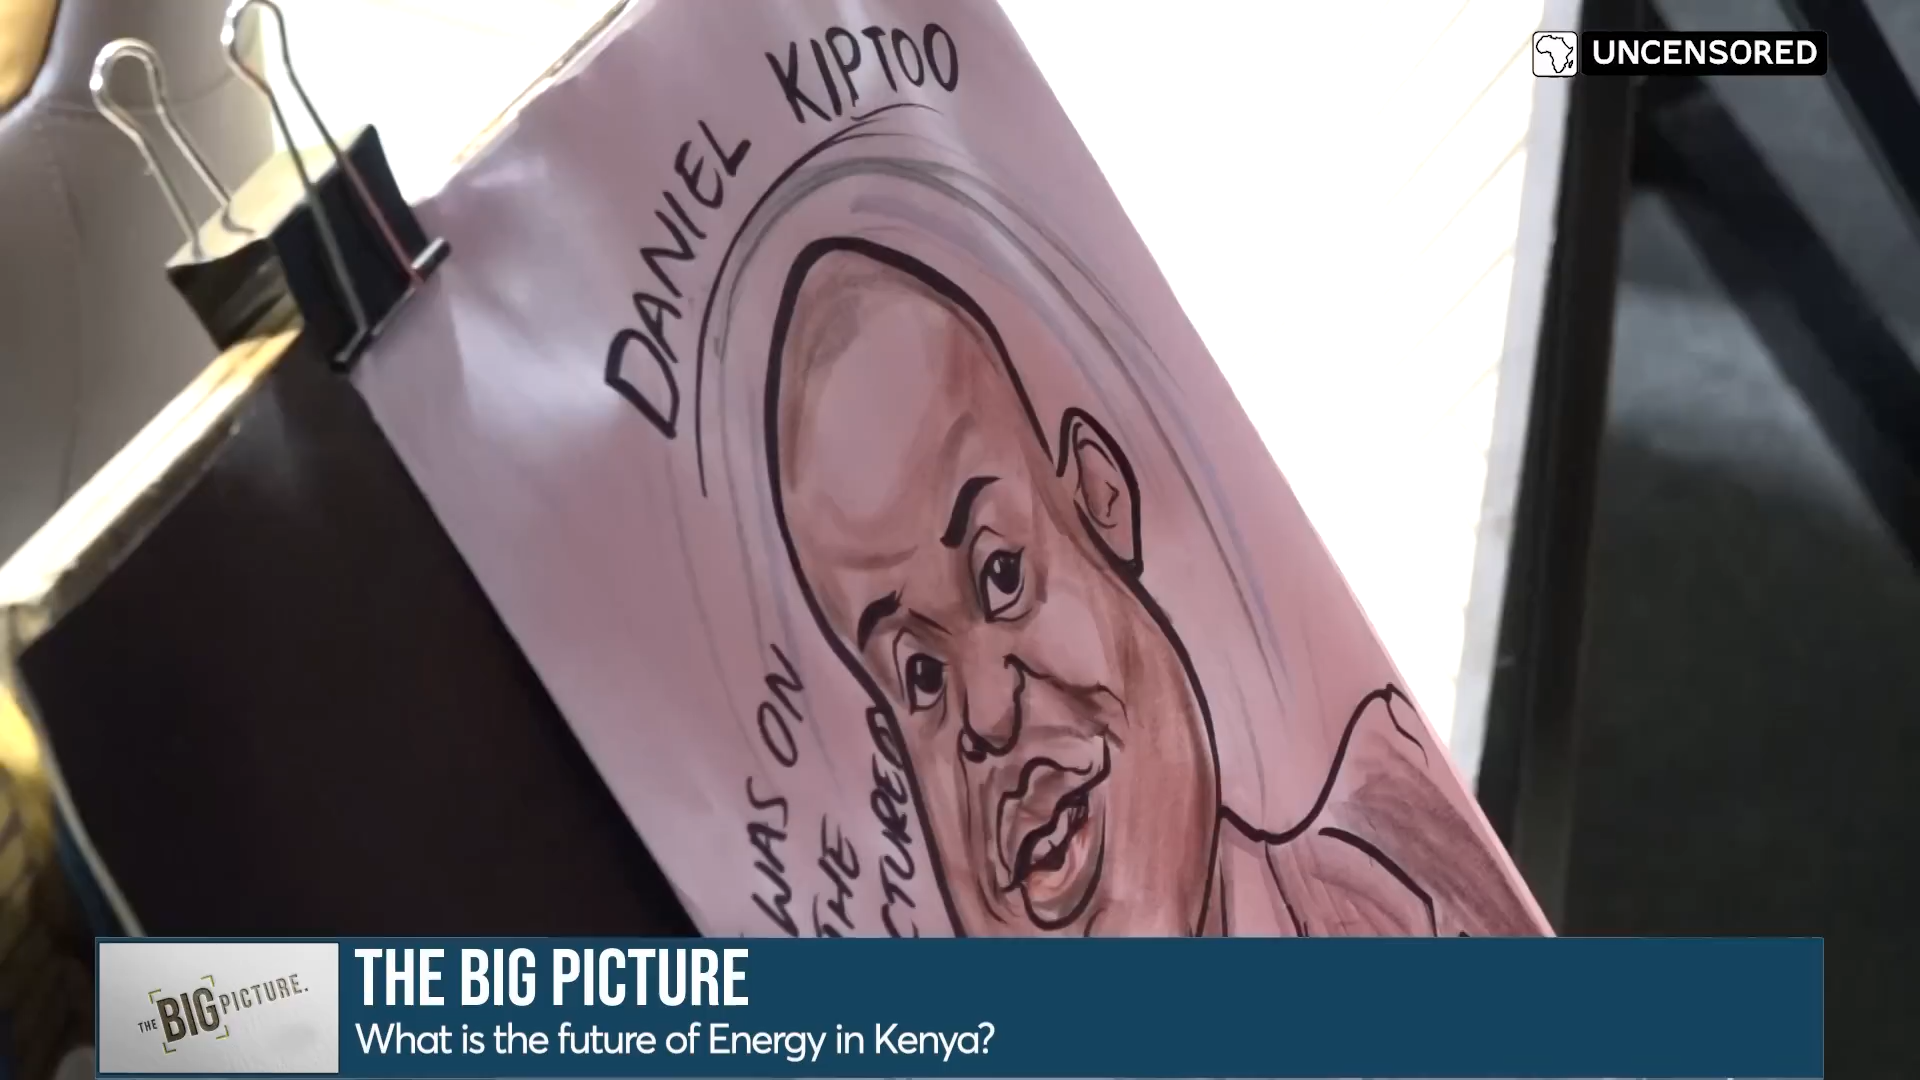 DANIEL KIPTOO
UNCENSORED
WAS ON
THE
CTURED
THE BIG PICTURE.
THE BIG PICTURE
What is the future of Energy in Kenya?